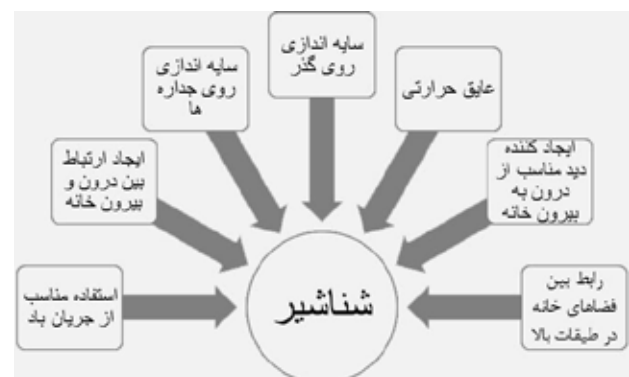 سایه اندازی
روی گذر
عایق حرارتی
سایه اندازی
روی جداره
ها
ایجاد کننده
دید مناسب از
درون به
بیرون خانه
ایجاد ارتباط
بین درون و
بیرون خانه
رابط بین
فضاهای خانه
در طبقات بالا
استفاده مناسب
از جریان باد
شناشیر